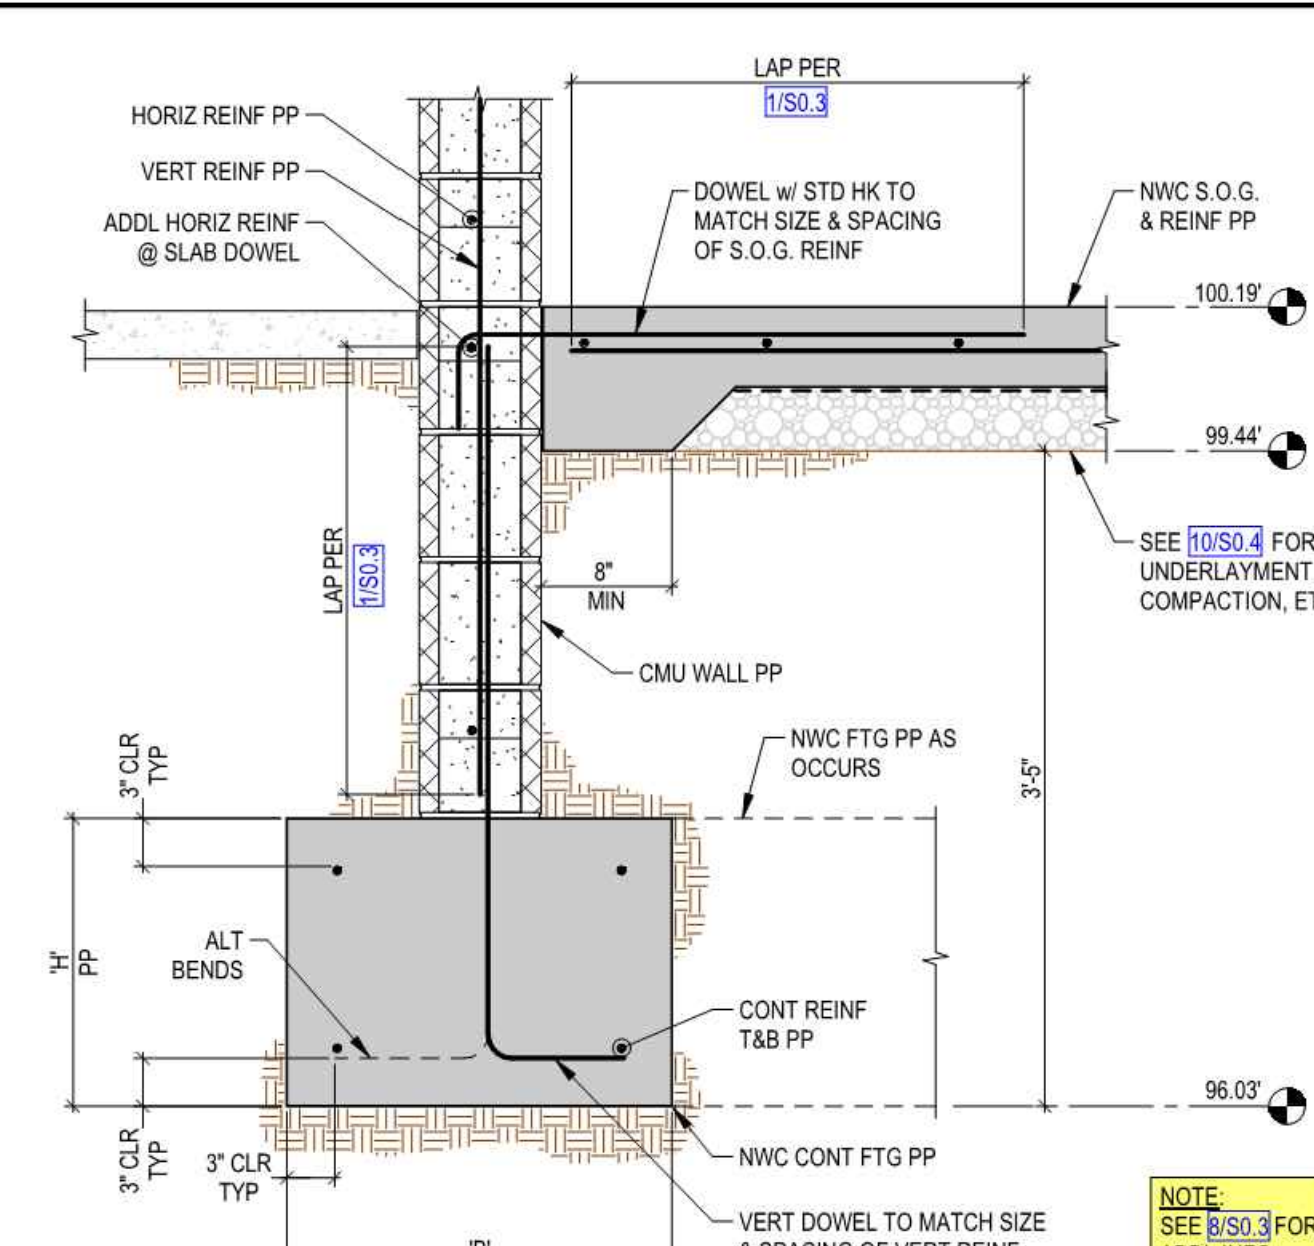 LAP PER
1/S0.3
HORIZ REINF PP
VERT REINF PP
ADDL HORIZ REINF
@ SLAB DOWEL
DOWEL w/ STD HK TO
MATCH SIZE & SPACING
OF S.O.G. REINF
NWC S.O.G.
& REINF PP
100.19'
99.44'
LAP PER
1/S0.3
8"
MIN
SEE 10/S0.4 FOR
UNDERLAYMENT
COMPACTION,
CMU WALL PP
3" CLR
TYP
NWC FTG PP AS
OCCURS
3'-5"
'H'
PP
ALT
BENDS
CONT REINF
T&B PP
96.03'
3" CLR
TYP
3" CLR
TYP
NWC CONT FTG PP
VERT DOWEL TO MATCH SIZE
& SPACING OF VERT REINF
NOTE:
SEE 8/S0.3 FOR